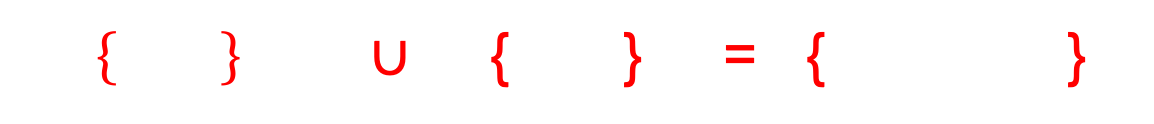 { } ∪ { } = { }